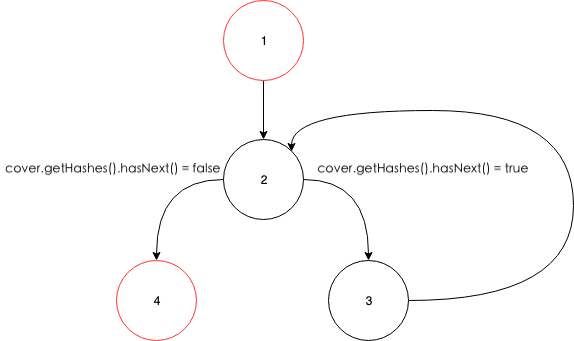 1
cover.getHashes().hasNext() = false
2
cover.getHashes().hasNext() = true
4
3